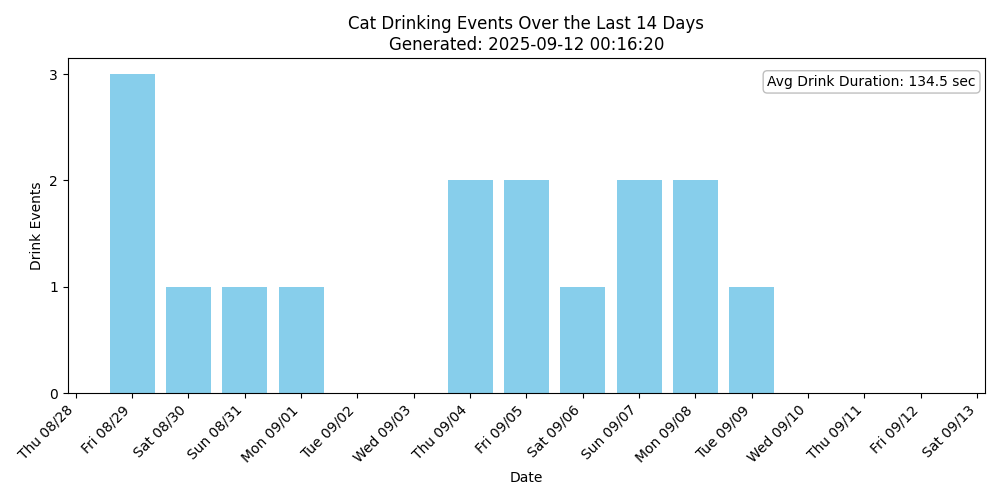 Cat Drinking Events Over the Last 14 Days
Generated: 2025-09-12 00:16:20
Avg Drink Duration: 134.5 sec
Drink Events
3
2
1
0
Thu 08/28
Fri 08/29
Sat 08/30
Sun 08/31
Mon 09/01
Tue 09/02
Wed 09/03
Thu 09/04
Fri 09/05
Sat 09/06
Sun 09/07
Mon 09/08
Tue 09/09
Wed 09/10
Thu 09/11
Fri 09/12
Sat 09/13
Date